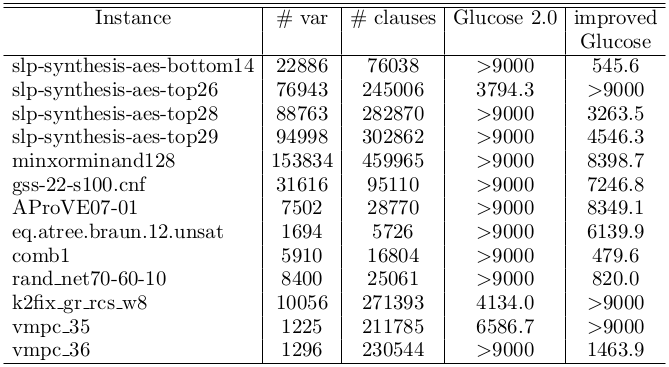 Instance # var # clauses Glucose 2.0 improved
Glucose
slp-synthesis-aes-bottom14 22886 76038 >9000 545.6
slp-synthesis-aes-top26 76943 245006 3794.3 >9000
slp-synthesis-aes-top28 88763 282870 >9000 3263.5
slp-synthesis-aes-top29 94998 302862 >9000 4546.3
minxorminand128 153834 459965 >9000 8398.7
gss-22-s100.cnf 31616 95110 >9000 7246.8
AProVE07-01 7502 28770 >9000 8349.1
eq.atree.braun.12.unsat 1694 5726 >9000 6139.9
comb1 5910 16804 >9000 479.6
rand_net70-60-10 8400 25061 >9000 820.0
k2fix_gr_rcs_w8 10056 271393 4134.0 >9000
vmpc_35 1225 211785 6586.7 >9000
vmpc_36 1296 230544 >9000 1463.9